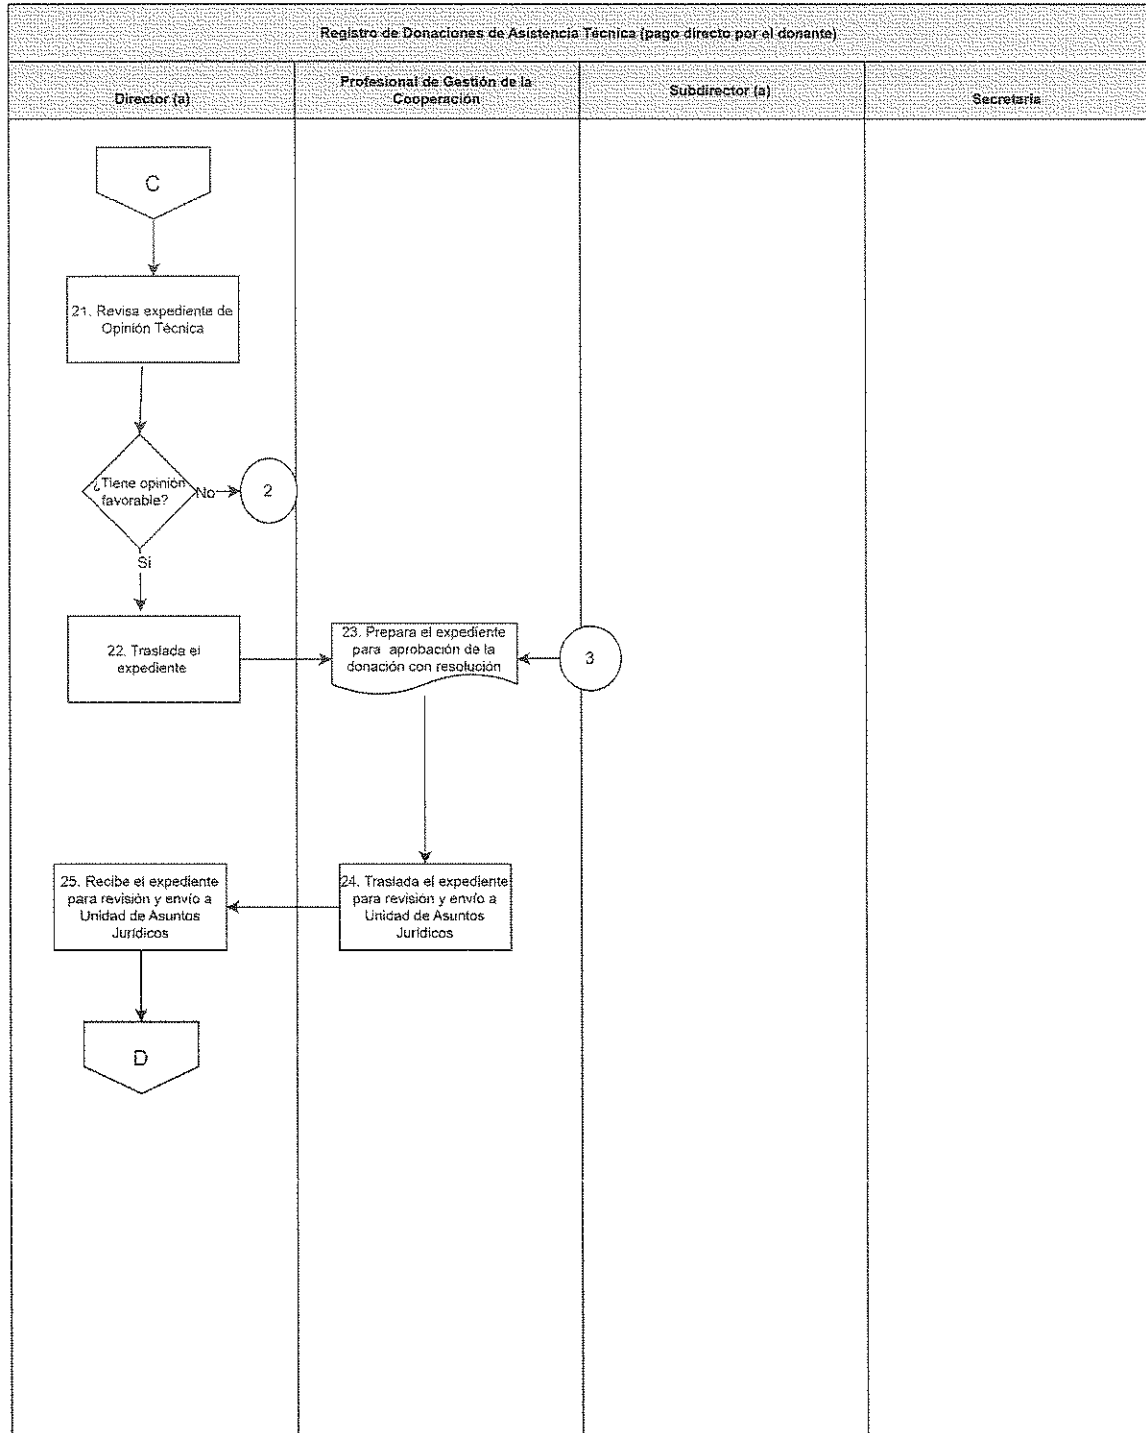 Registro de Donaciones de Asistencia Técnica (pago directo por el donante)
Director (a)
Profesional de Gestión de la
Cooperación
Subdirector (a)
Secretaria
C
21. Revisa expediente de
Opinión Técnica
¿Tiene opinión
favorable?
No
2
Sí
22. Traslada el
expediente
23. Prepara el expediente
para aprobación de la
donación con resolución
3
25. Recibe el expediente
para revisión y envío a
Unidad de Asuntos
Jurídicos
24. Traslada el expediente
para revisión y envío a
Unidad de Asuntos
Jurídicos
D